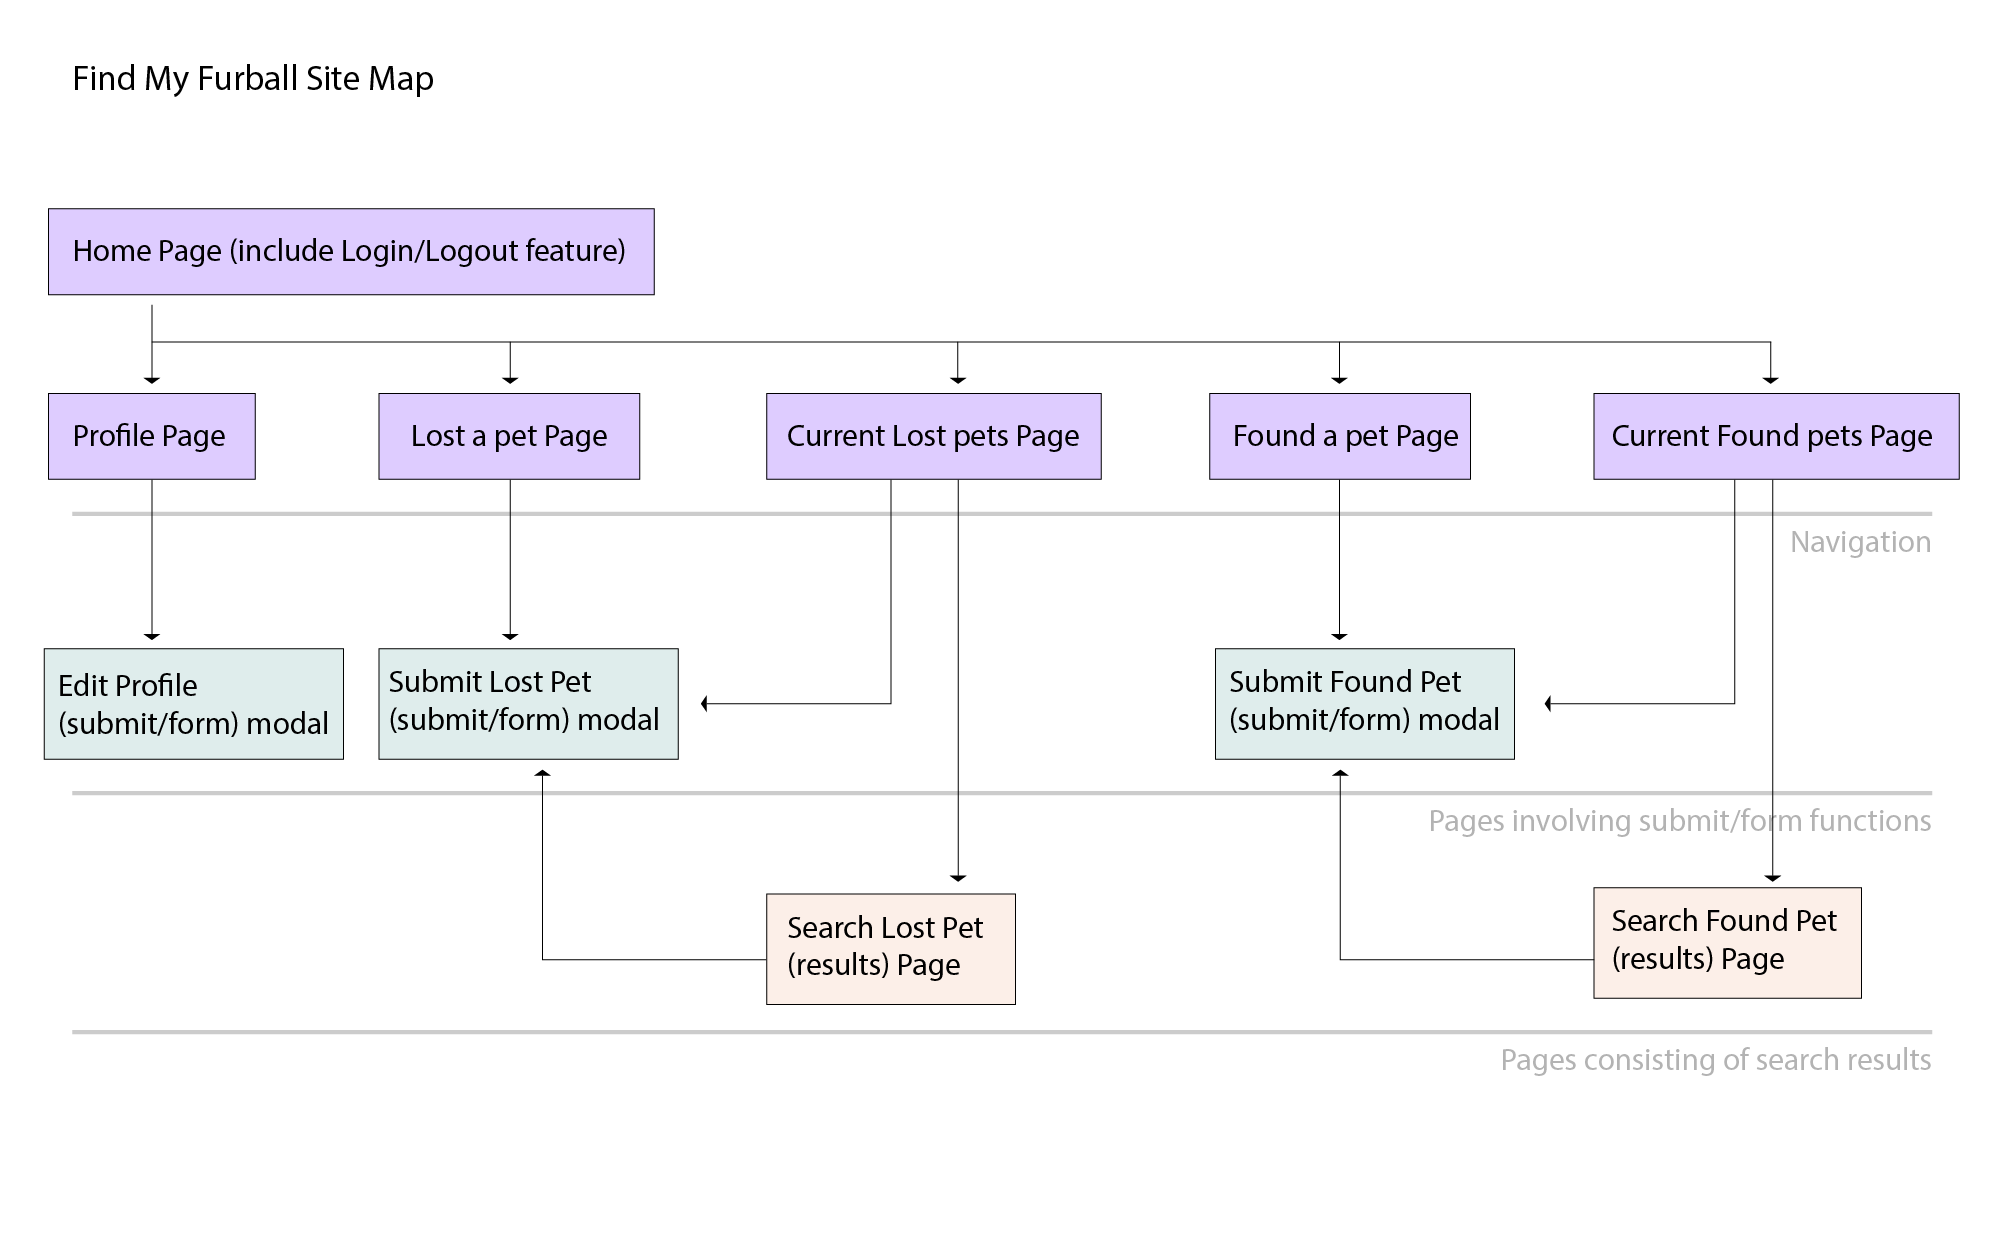 Find My Furball Site Map
Home Page (include Login/Logout feature)
Profile Page
Lost a pet Page
Current Lost pets Page
Found a pet Page
Current Found pets Page
Navigation
Edit Profile
(submit/form) modal
Submit Lost Pet
(submit/form) modal
Submit Found Pet
(submit/form) modal
Pages involving submit/form functions
Search Lost Pet
(results) Page
Search Found Pet
(results) Page
Pages consisting of search results